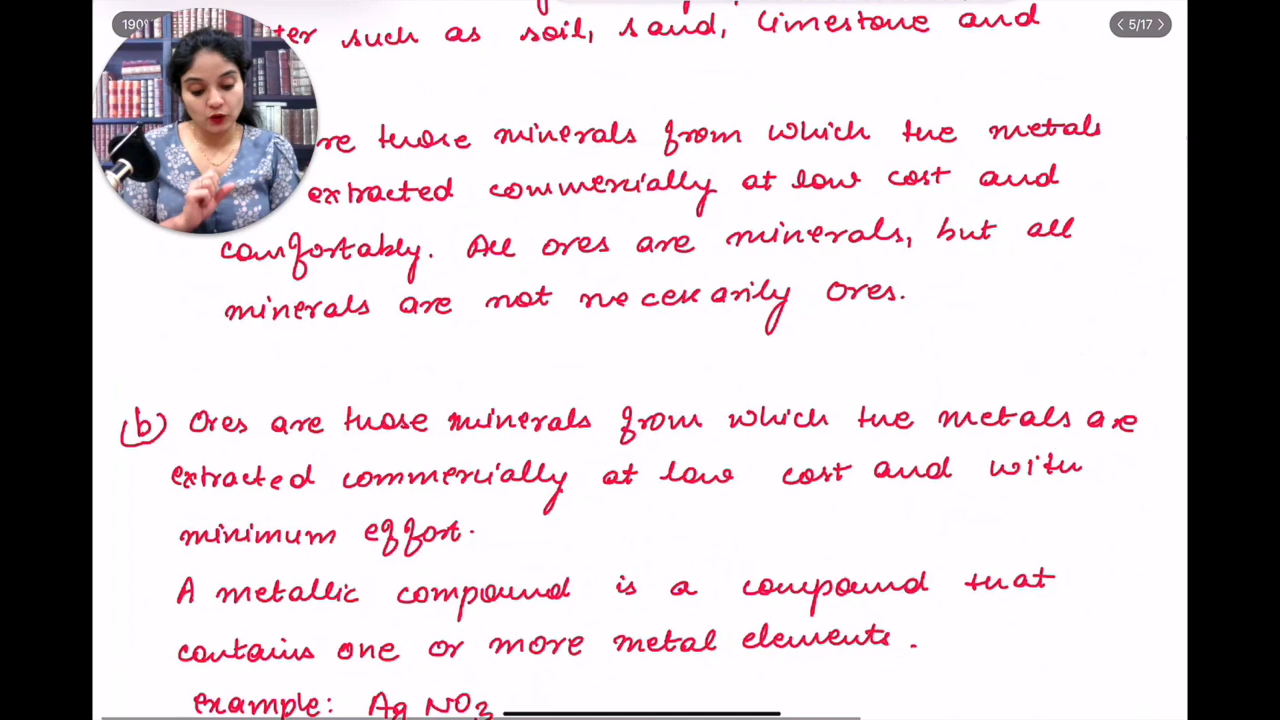 190%
5/17
ter such as soil, sand, limestone and
re those minerals from which the metals
extracted commercially at low cost and
comfortably. All ores are minerals, but all
minerals are not necessarily ores.
(b) Ores are those minerals from which the metals are
extracted commercially at low cost and with
minimum effort.
A metallic compound is a compound that
contains one or more metal elements.
example: AgNO3